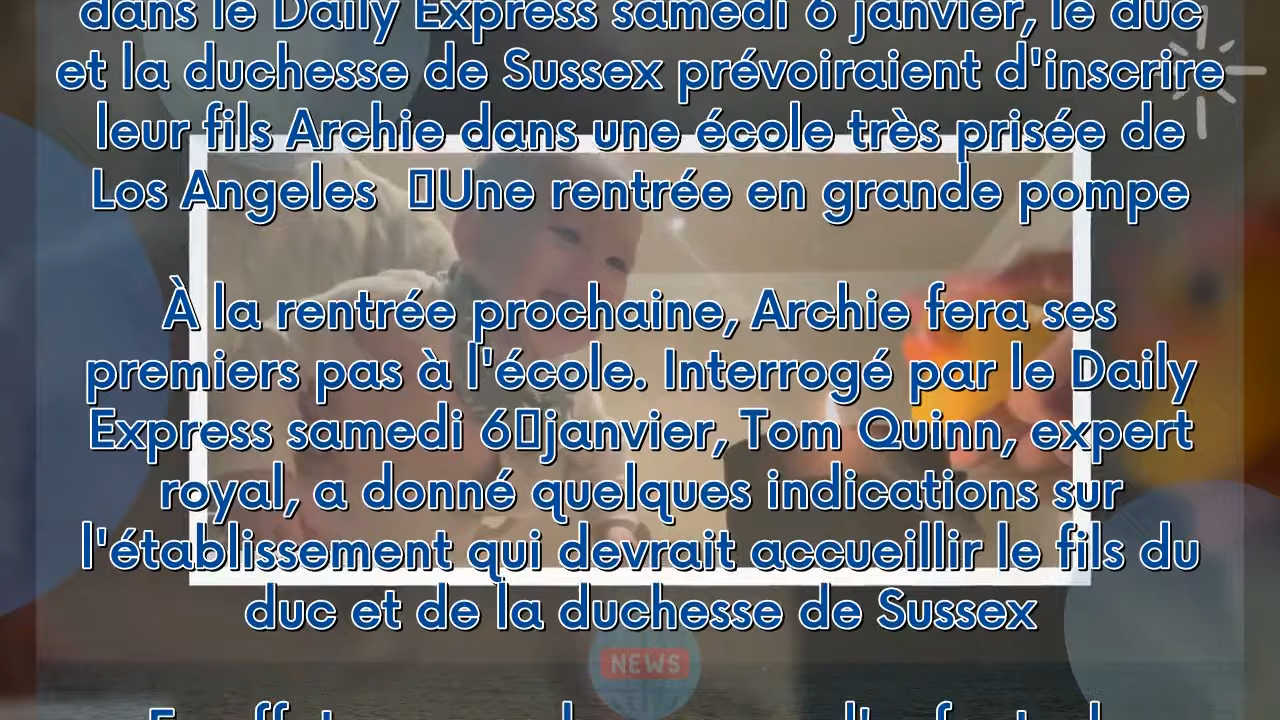 dans le Daily Express samedi 6 janvier, le duc
et la duchesse de Sussex prévoiraient d'inscrire
leur fils Archie dans une école très prisée de
Los Angeles Une rentrée en grande pompe
À la rentrée prochaine, Archie fera ses
premiers pas à l'école. Interrogé par le Daily
Express samedi 6 janvier, Tom Quinn, expert
royal, a donné quelques indications sur
l'établissement qui devrait accueillir le fils du
duc et de la duchesse de Sussex
NEWS